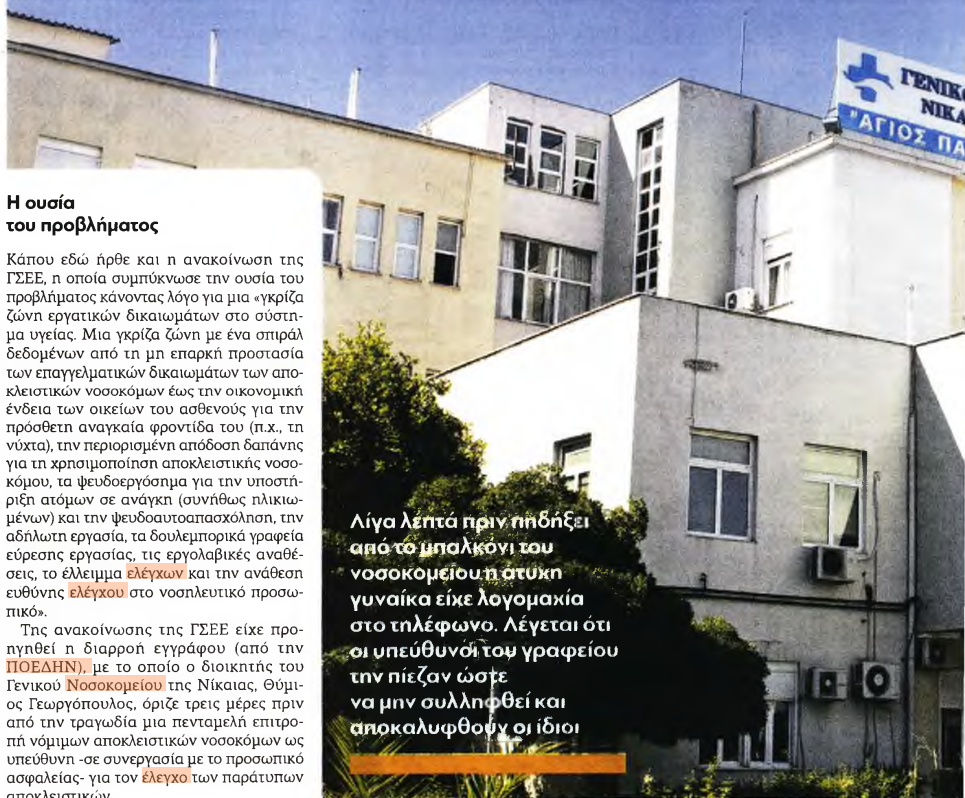 Η ουσία
του προβλήματος
Κάπου εδώ ήρθε και η ανακοίνωση της
ΓΣΕΕ, η οποία συμπύκνωσε την ουσία του
προβλήματος κάνοντας λόγο για μια «γκρίζα
ζώνη εργατικών δικαιωμάτων στο σύστη-
μα υγείας. Μια γκρίζα ζώνη με ένα σπιράλ
δεδομένων από τη μη επαρκή προστασία
των επαγγελματικών δικαιωμάτων των απο-
κλειστικών νοσοκόμων έως την οικονομική
ένδεια των οικείων του ασθενούς για την
πρόσθετη αναγκαία φροντίδα του (π.χ., τη
νύχτα), την περιορισμένη απόδοση δαπάνης
για τη χρησιμοποίηση αποκλειστικής νοσο-
κόμου, τα ψευδοεργόσημα για την υποστή-
ριξη ατόμων σε ανάγκη (συνήθως ηλικιω-
μένων) και την ψευδοαυτοαπασχόληση, την
αδήλωτη εργασία, τα δουλεμπορικά γραφεία
εύρεσης εργασίας, τις εργολαβικές αναθέ-
σεις, το έλλειμμα ελέγχων και την ανάθεση
ευθύνης ελέγχου στο νοσηλευτικό προσω-
πικό».
Της ανακοίνωσης της ΓΣΕΕ είχε προ-
ηγηθεί η διαρροή εγγράφου (από την
ΠΟΕΔΗΝ), με το οποίο ο διοικητής του
Γενικού Νοσοκομείου της Νίκαιας, Θύμι-
ος Γεωργόπουλος, όριζε τρεις μέρες πριν
από την τραγωδία μια πενταμελή επιτρο-
πή νόμιμων αποκλειστικών νοσοκόμων ως
υπεύθυνη -σε συνεργασία με το προσωπικό
ασφαλείας- για τον έλεγχο των παράτυπων
αποκλειστικών
ΓΕΝΙΚΟ
ΝΙΚΑ
"ΑΓΙΟΣ ΠΑ
Λίγα λεπτά πριν πηδήξει
από το μπαλκόνι του
νοσοκομείου η άτυχη
γυναίκα είχε λογομαχία
στο τηλέφωνο. Λέγεται ότι
οι υπεύθυνοί του γραφείου
την πίεζαν ώστε
να μην συλληφθεί και
αποκαλυφθούν οι ίδιοι